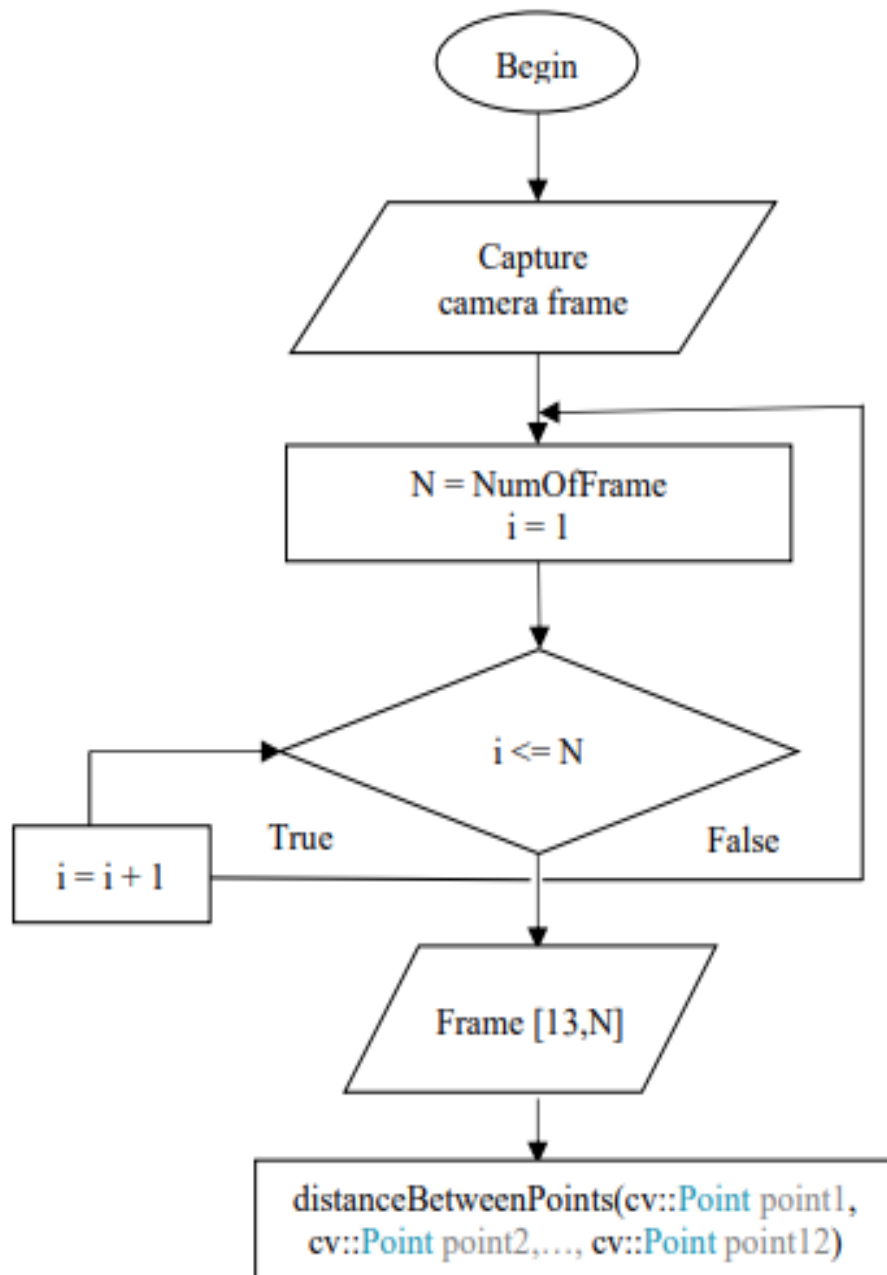 Begin
Capture
camera frame
N = NumOfFrame
i = 1
i <= N
True
False
i = i + 1
Frame [13,N]
distanceBetweenPoints(cv::Point point1,
cv::Point point2,..., cv::Point point12)